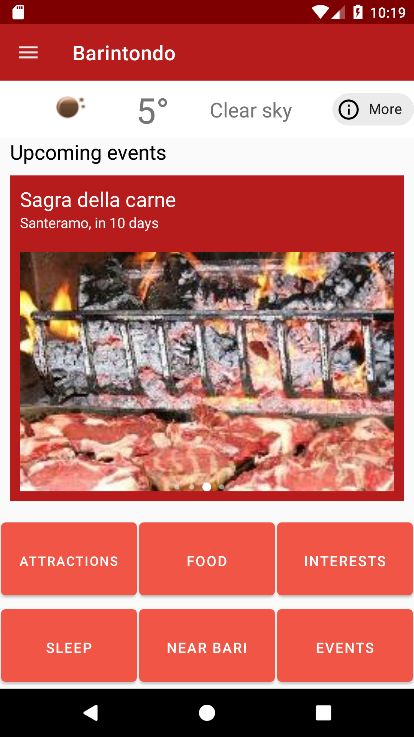 10:19
Barintondo
5° Clear sky More
Upcoming events
Sagra della carne
Santeramo, in 10 days
ATTRACTIONS FOOD INTERESTS
SLEEP NEAR BARI EVENTS